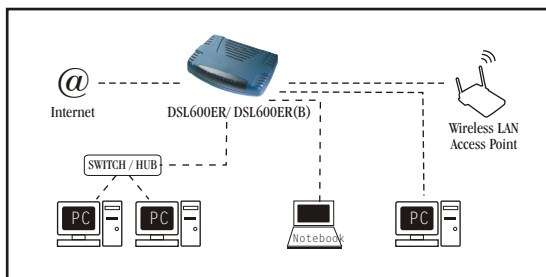 @
Internet
DSL600ER/ DSL600ER(B)
Wireless LAN
Access Point
SWITCH / HUB
PC
PC
Notebook
PC